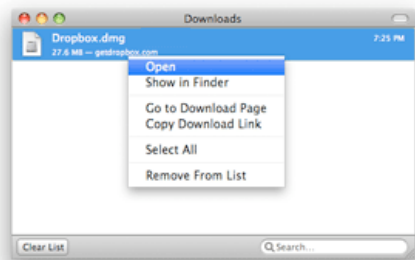 Downloads
Dropbox.dmg
7:25 PM
27.6 MB — getdropbox.com
Open
Show in Finder
Go to Download Page
Copy Download Link
Select All
Remove From List
Clear List
Search...